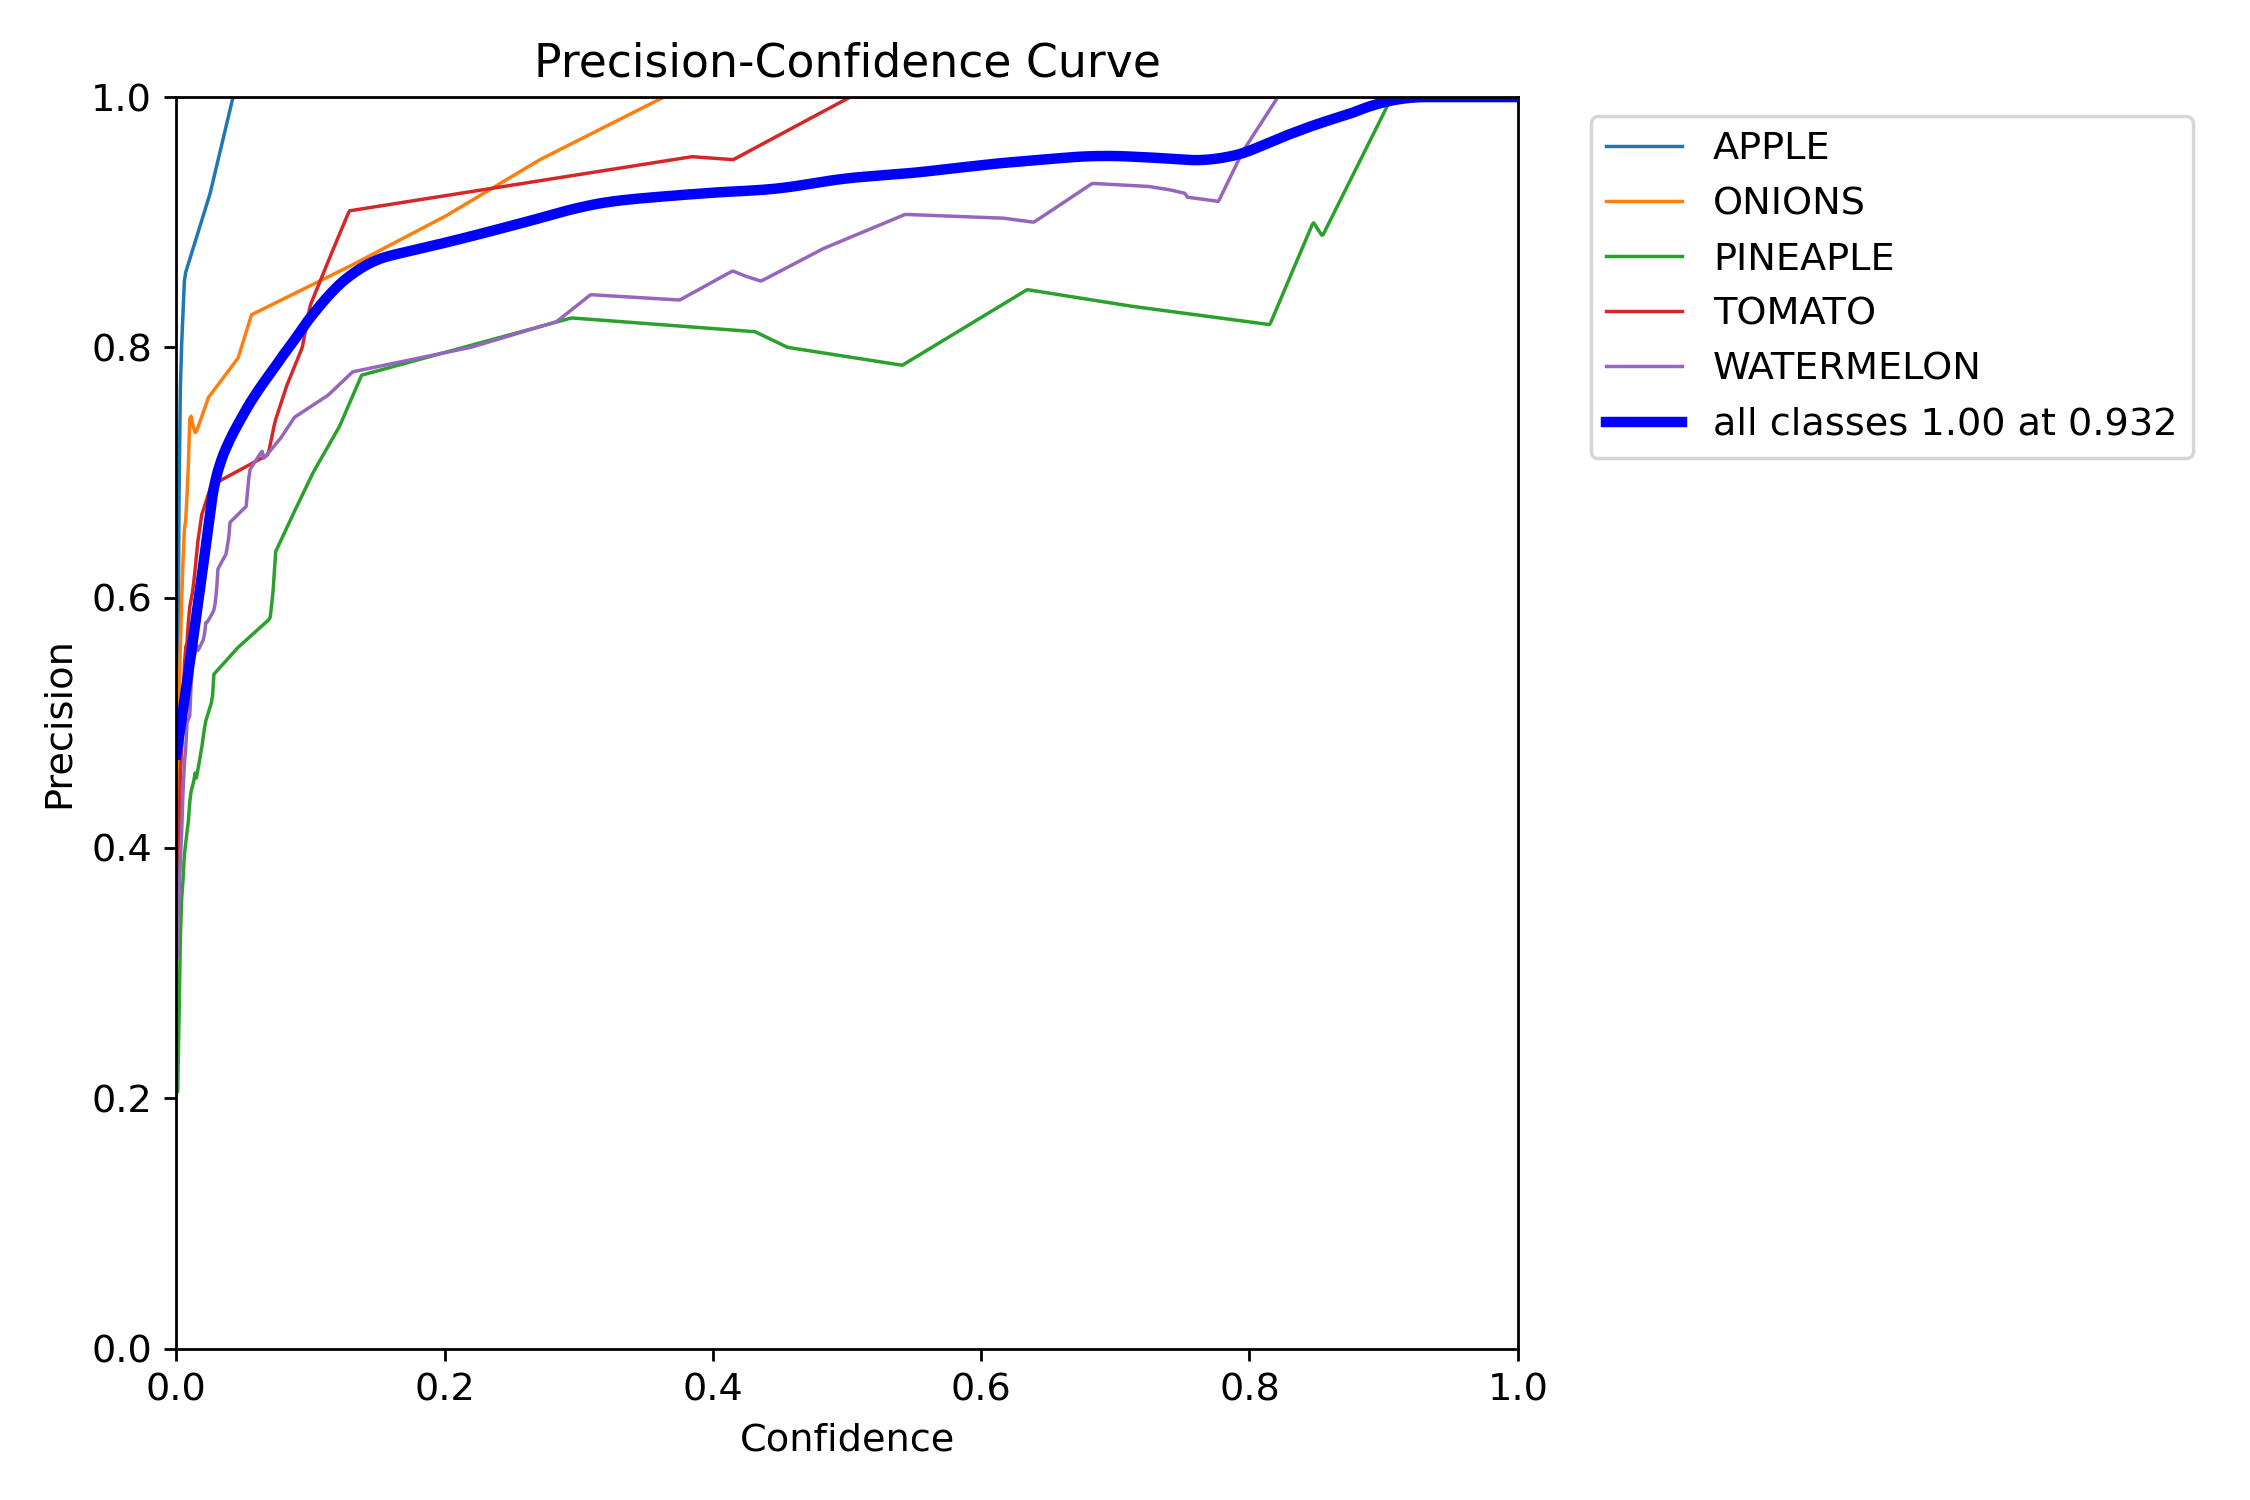 Precision-Confidence Curve
1.0
0.8
0.6
0.4
0.2
0.0
Precision
0.0 0.2 0.4 0.6 0.8 1.0
Confidence
APPLE
ONIONS
PINEAPLE
TOMATO
WATERMELON
all classes 1.00 at 0.932